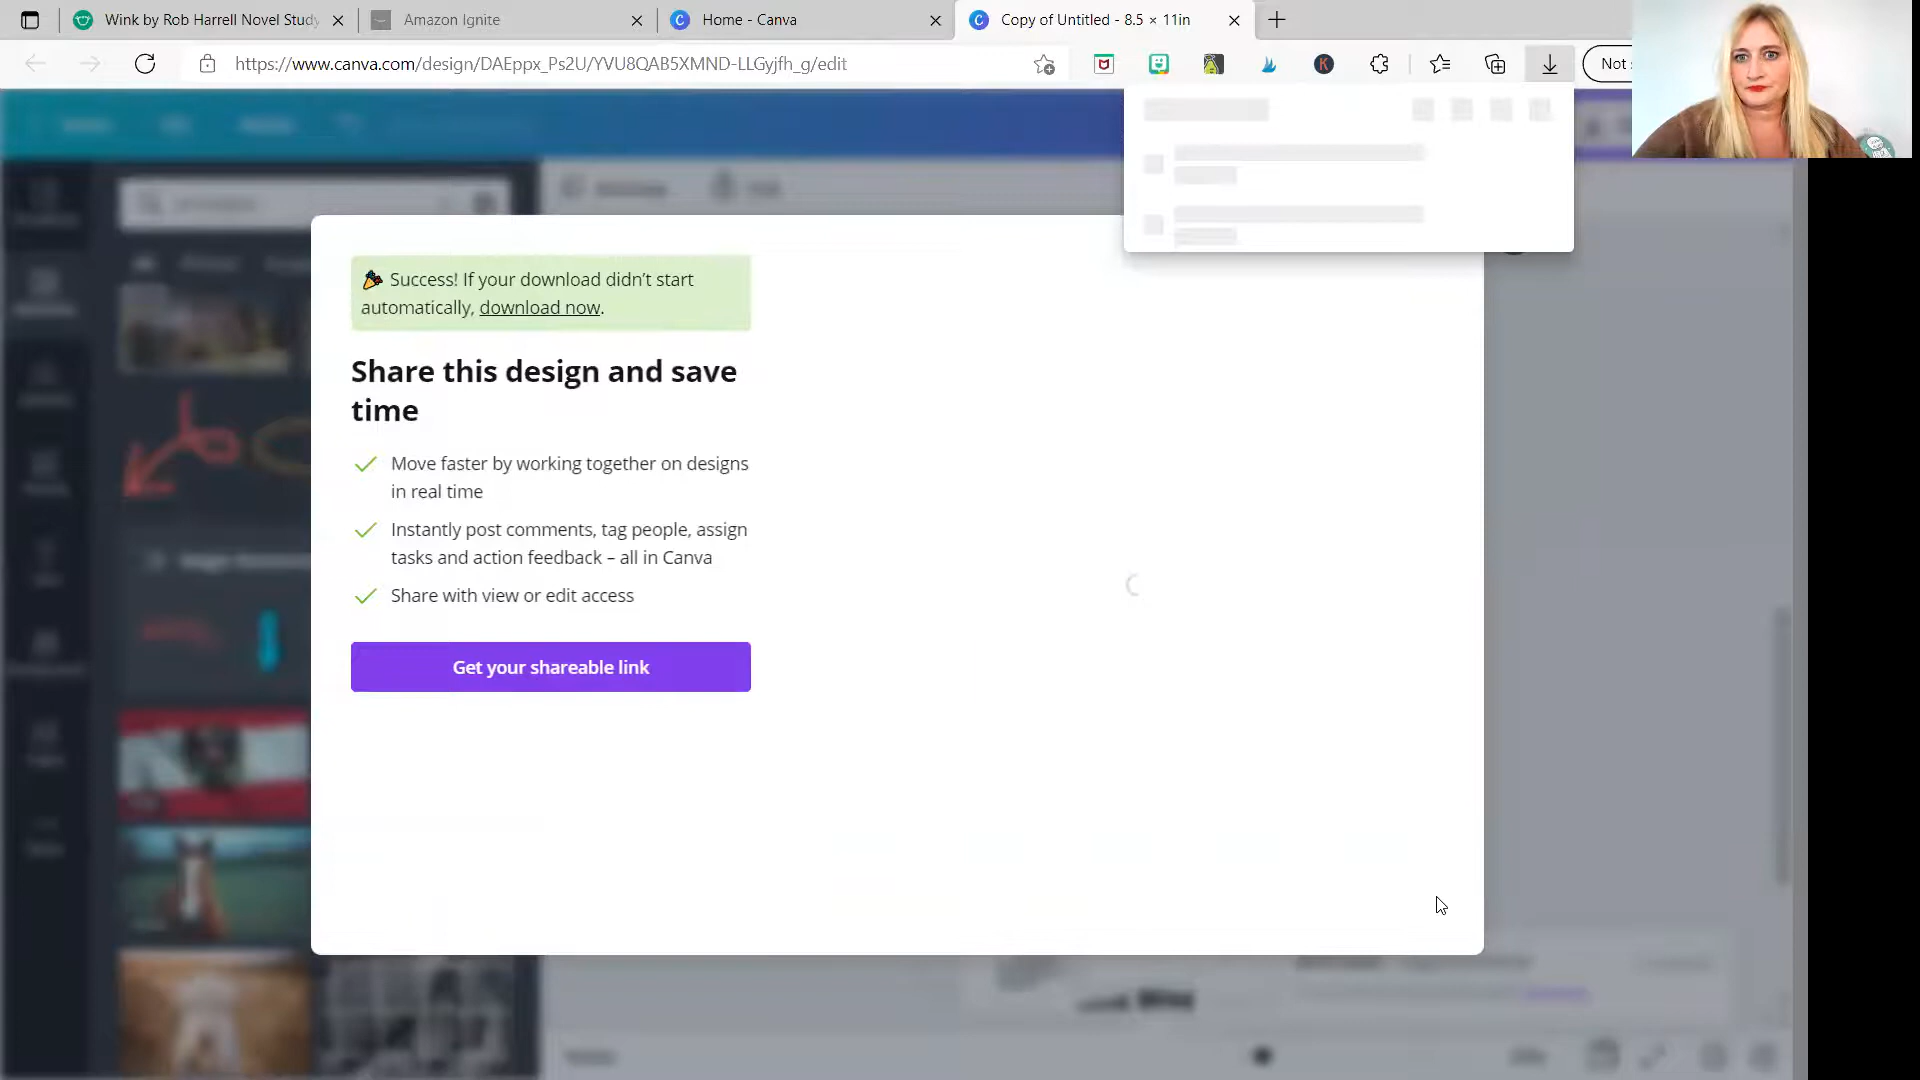 Wink by Rob Harrell Novel Study
Amazon Ignite
Home - Canva
Copy of Untitled - 8.5 × 11in
https://www.canva.com/design/DAEppx_Ps2U/YVU8QAB5XMND-LLGyjfh_g/edit
Not
Success! If your download didn't start
automatically, download now.
Share this design and save
time
Move faster by working together on designs
in real time
Instantly post comments, tag people, assign
tasks and action feedback – all in Canva
Share with view or edit access
Get your shareable link